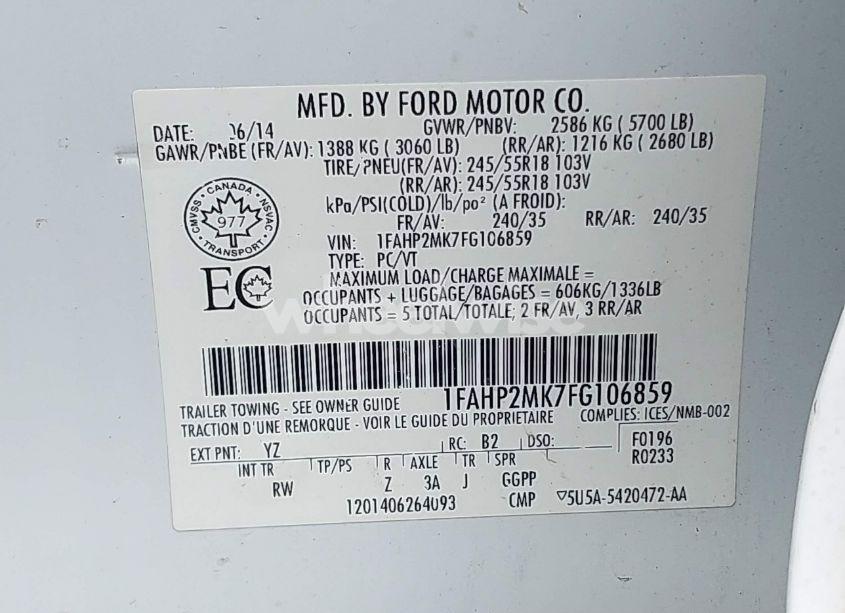 MFD. BY FORD MOTOR CO.
DATE: 06/14 GVWR/PNBV: 2586 KG ( 5700 LB)
GAWR/PNBE (FR/AV): 1388 KG ( 3060 LB) (RR/AR): 1216 KG ( 2680 LB)
TIRE/PNEU(FR/AV): 245/55R18 103V
(RR/AR): 245/55R18 103V
kPa/PSI(COLD)/lb/po² (A FROID):
FR/AV: 240/35 RR/AR: 240/35
CANADA
CMVSS NSVAC
977
TRANSPORT
VIN: 1FAHP2MK7FG106859
TYPE: PC/VT
EC
MAXIMUM LOAD/CHARGE MAXIMALE =
OCCUPANTS + LUGGAGE/BAGAGES = 606KG/1336LB
OCCUPANTS = 5 TOTAL/TOTALE; 2 FR/AV, 3 RR/AR
wheelwise
1FAHP2MK7FG106859
TRAILER TOWING - SEE OWNER GUIDE COMPLIES: ICES/NMB-002
TRACTION D'UNE REMORQUE - VOIR LE GUIDE DU PROPRIETAIRE
EXT PNT: YZ RC: B2 DSO: F0196
INT TR TP/PS R AXLE TR SPR R0233
RW Z 3A J GGPP
1201406264093 CMP ▽5U5A-5420472-AA